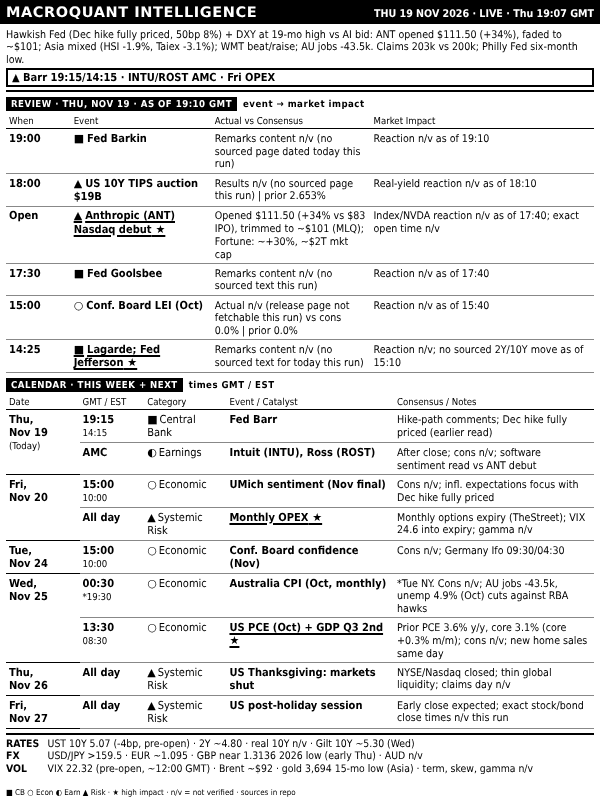 MACROQUANT INTELLIGENCE THU 19 NOV 2026 · LIVE · Thu 19:07 GMT
Hawkish Fed (Dec hike fully priced, 50bp 8%) + DXY at 19-mo high vs AI bid: ANT opened $111.50 (+34%), faded to
~$101; Asia mixed (HSI -1.9%, Taiex -3.1%); WMT beat/raise; AU jobs -43.5k. Claims 203k vs 200k; Philly Fed six-month
low.
▲ Barr 19:15/14:15 · INTU/ROST AMC · Fri OPEX
REVIEW · THU, NOV 19 · AS OF 19:10 GMT event → market impact
When Event Actual vs Consensus Market Impact
19:00 ■ Fed Barkin Remarks content n/v (no Reaction n/v as of 19:10
sourced page dated today this
run)
18:00 ▲ US 10Y TIPS auction Results n/v (no sourced page Real-yield reaction n/v as of 18:10
$19B this run) | prior 2.653%
Open ▲ Anthropic (ANT) Opened $111.50 (+34% vs $83 Index/NVDA reaction n/v as of 17:40; exact
Nasdaq debut ★ IPO), trimmed to ~$101 (MLQ); open time n/v
Fortune: ~+30%, ~$2T mkt
cap
17:30 ■ Fed Goolsbee Remarks content n/v (no Reaction n/v as of 17:40
sourced text this run)
15:00 ○ Conf. Board LEI (Oct) Actual n/v (release page not Reaction n/v as of 15:40
fetchable this run) vs cons
0.0% | prior 0.0%
14:25 ■ Lagarde; Fed Remarks content n/v (no Reaction n/v; no sourced 2Y/10Y move as of
Jefferson ★ sourced text for today this run) 15:10
CALENDAR · THIS WEEK + NEXT times GMT / EST
Date GMT / EST Category Event / Catalyst Consensus / Notes
Thu, 19:15 ■ Central Fed Barr Hike-path comments; Dec hike fully
Nov 19 14:15 Bank priced (earlier read)
(Today) AMC ◐ Earnings Intuit (INTU), Ross (ROST) After close; cons n/v; software
sentiment read vs ANT debut
Fri, 15:00 ○ Economic UMich sentiment (Nov final) Cons n/v; infl. expectations focus with
Nov 20 10:00 Dec hike fully priced
All day ▲ Systemic Monthly OPEX ★ Monthly options expiry (TheStreet); VIX
Risk 24.6 into expiry; gamma n/v
Tue, 15:00 ○ Economic Conf. Board confidence Cons n/v; Germany Ifo 09:30/04:30
Nov 24 10:00 (Nov)
Wed, 00:30 ○ Economic Australia CPI (Oct, monthly) *Tue NY. Cons n/v; AU jobs -43.5k,
Nov 25 *19:30 unemp 4.9% (Oct) cuts against RBA
hawks
13:30 ○ Economic US PCE (Oct) + GDP Q3 2nd Prior PCE 3.6% y/y, core 3.1% (core
08:30 ★ +0.3% m/m); cons n/v; new home sales
same day
Thu, All day ▲ Systemic US Thanksgiving: markets NYSE/Nasdaq closed; thin global
Nov 26 Risk shut liquidity; claims day n/v
Fri, All day ▲ Systemic US post-holiday session Early close expected; exact stock/bond
Nov 27 Risk close times n/v this run
RATES UST 10Y 5.07 (-4bp, pre-open) · 2Y ~4.80 · real 10Y n/v · Gilt 10Y ~5.30 (Wed)
FX USD/JPY >159.5 · EUR ~1.095 · GBP near 1.3136 2026 low (early Thu) · AUD n/v
VOL VIX 22.32 (pre-open, ~12:00 GMT) · Brent ~$92 · gold 3,694 15-mo low (Asia) · term, skew, gamma n/v
■ CB ○ Econ ◐ Earn ▲ Risk · ★ high impact · n/v = not verified · sources in repo